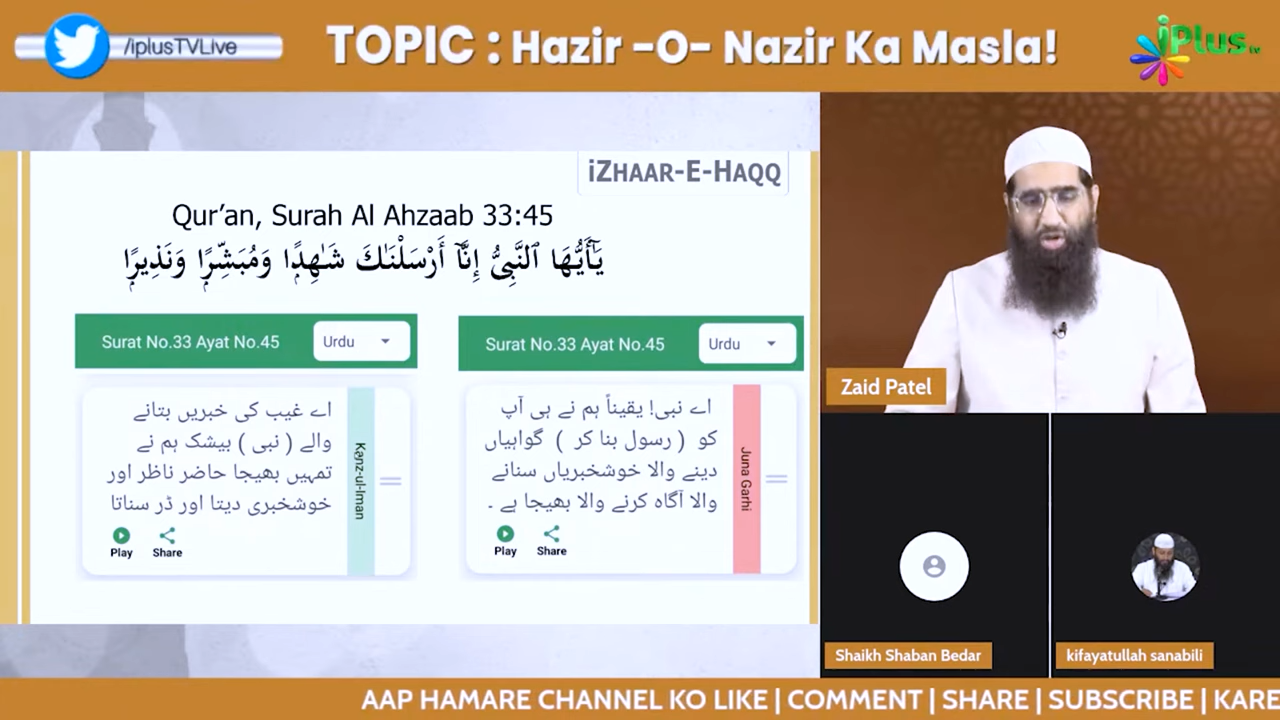 /iplusTVLive
TOPIC : Hazir -O- Nazir Ka Masla!
iPlus tv
iZHAAR-E-HAQQ
Qur'an, Surah Al Ahzaab 33:45
يَـٰٓأَيُّهَا ٱلنَّبِىُّ إِنَّآ أَرْسَلْنَـٰكَ شَـٰهِدًا وَمُبَشِّرًا وَنَذِيرًا
Surat No.33 Ayat No.45
Urdu
اے غیب کی خبریں بتانے
والے ( نبی ) بیشک ہم نے
تمہیں بھیجا حاضر ناظر اور
خوشخبری دیتا اور ڈر سناتا
Kanz-ul-Iman
Play
Share
Surat No.33 Ayat No.45
Urdu
اے نبی! یقیناً ہم نے ہی آپ
کو ( رسول بنا کر ) گواہیاں
دینے والا خوشخبریاں سنانے
والا آگاہ کرنے والا بھیجا ہے ۔
Juna Garhi
Play
Share
Zaid Patel
Shaikh Shaban Bedar
kifayatullah sanabili
AAP HAMARE CHANNEL KO LIKE | COMMENT | SHARE | SUBSCRIBE | KARE